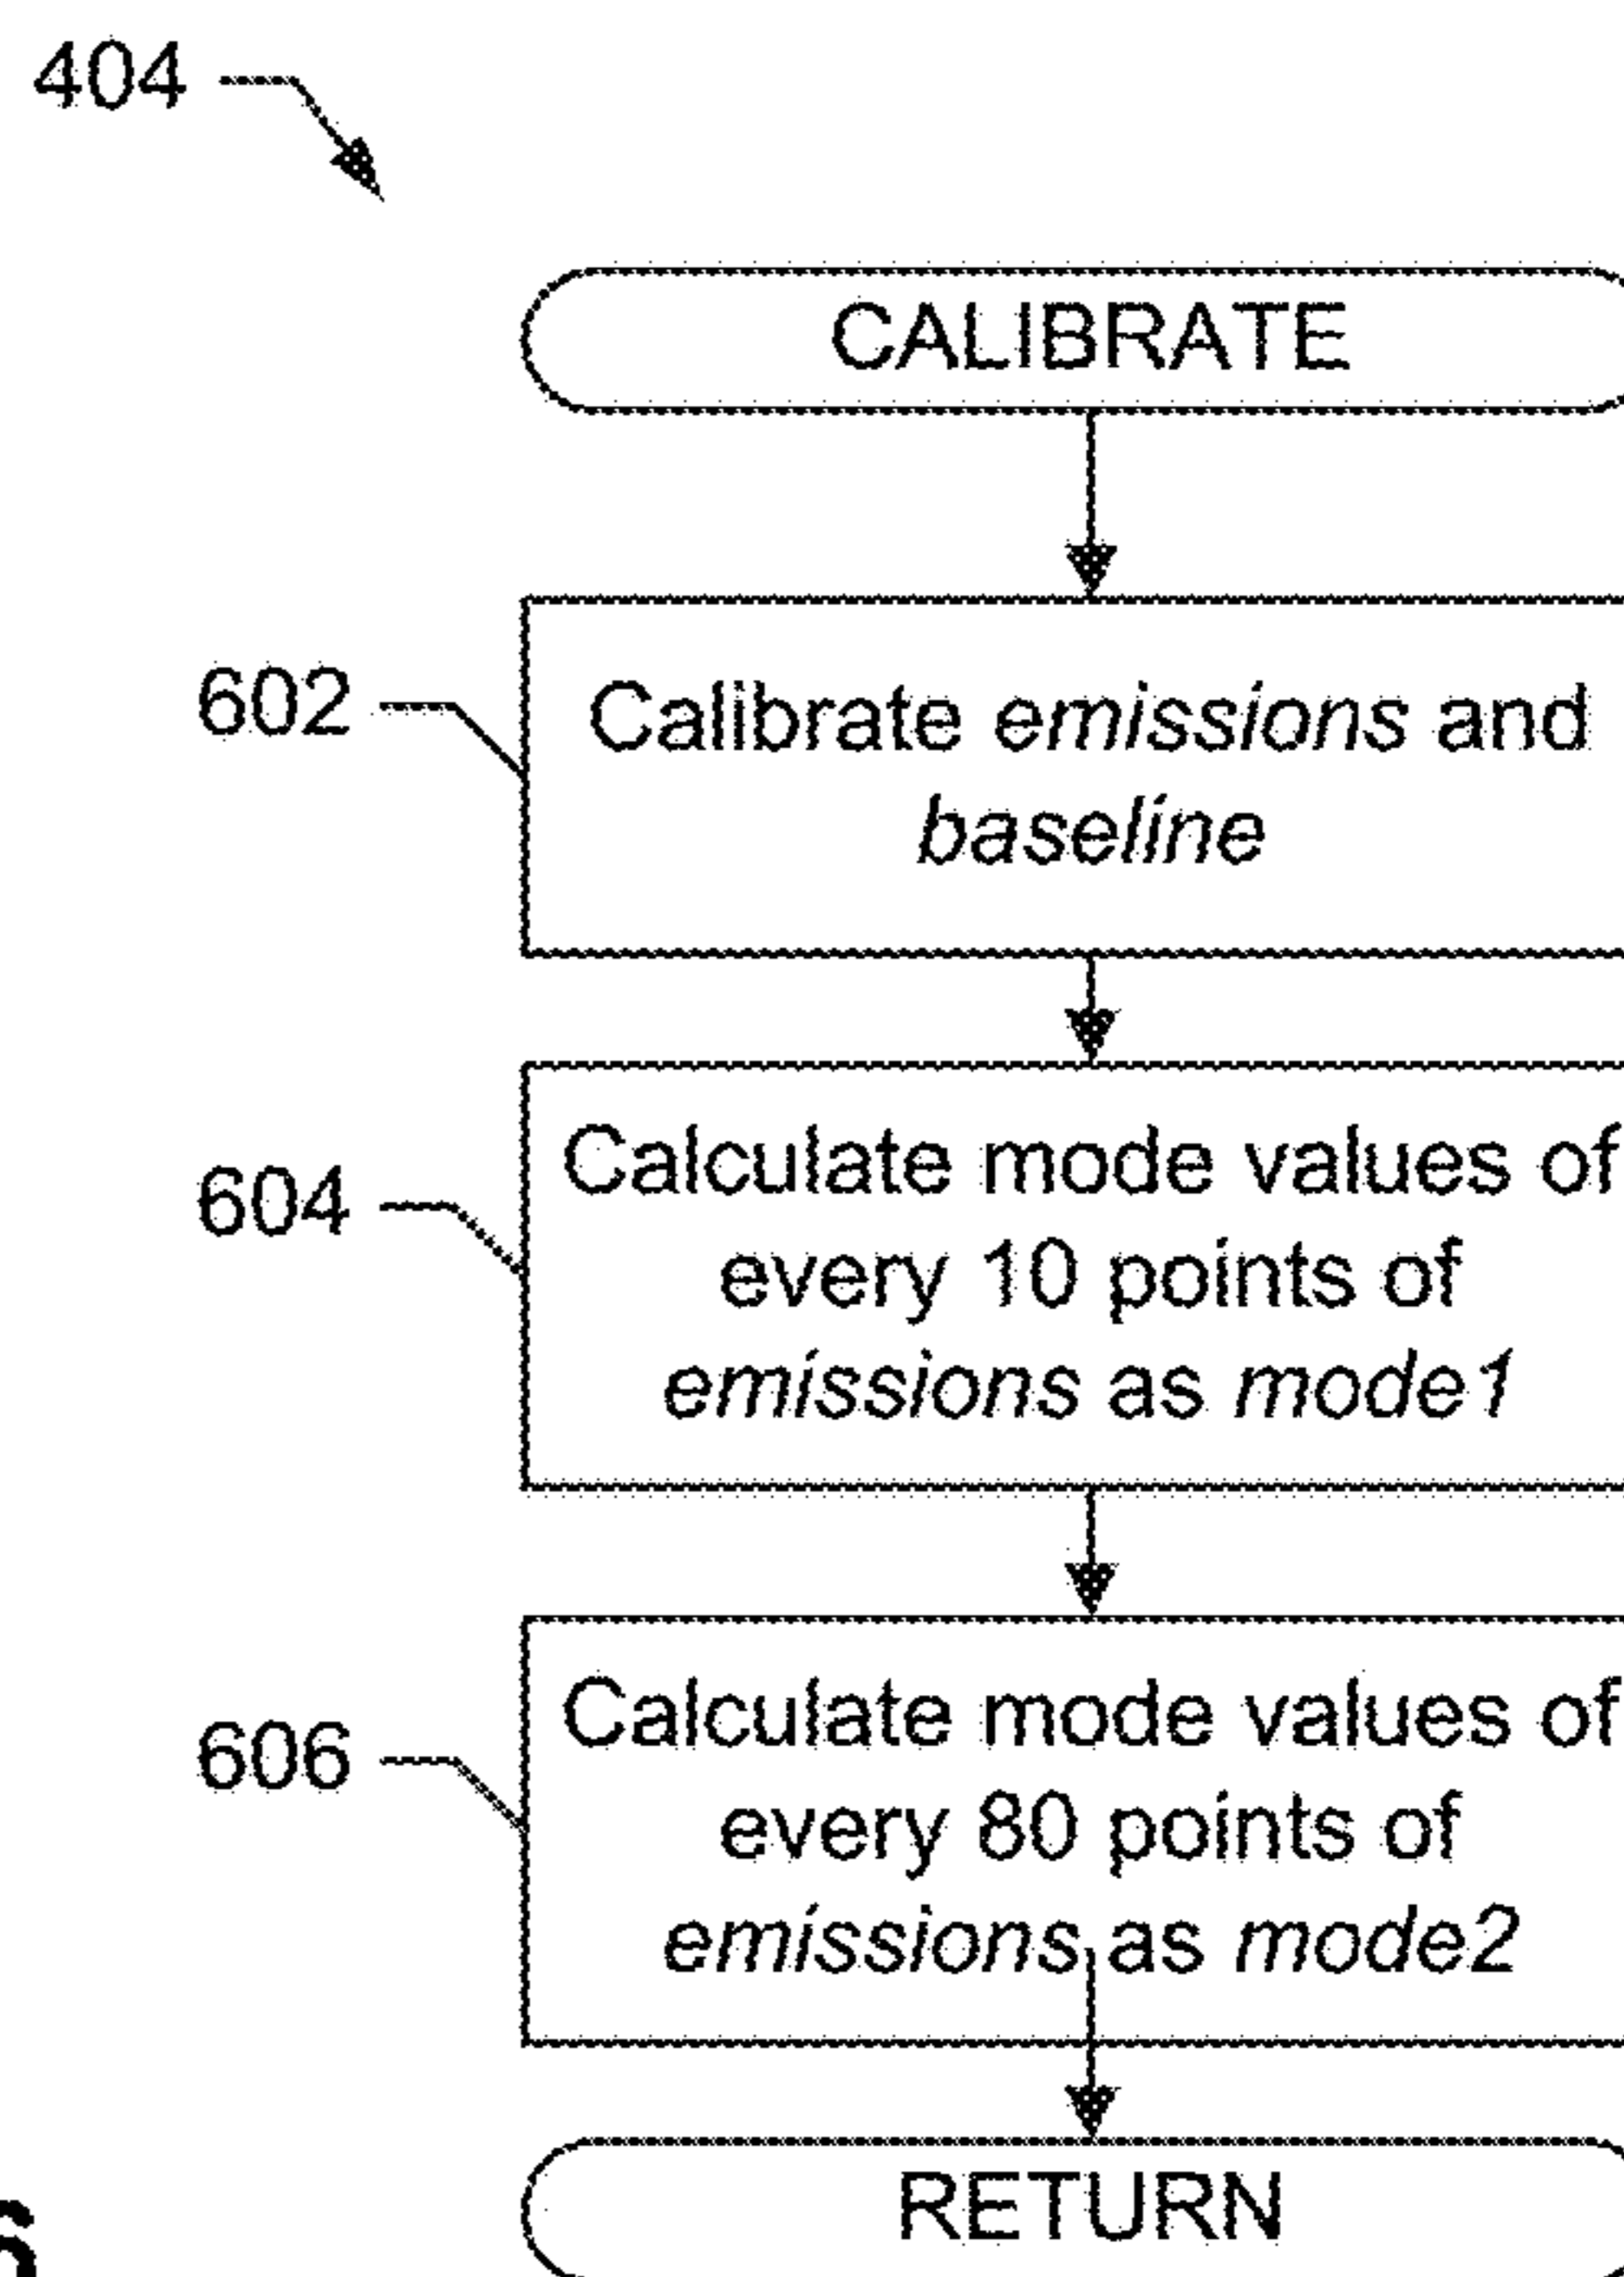 404
CALIBRATE
602
Calibrate emissions and
baseline
604
Calculate mode values of
every 10 points of
emissions as mode1
606
Calculate mode values of
every 80 points of
emissions as mode2
RETURN